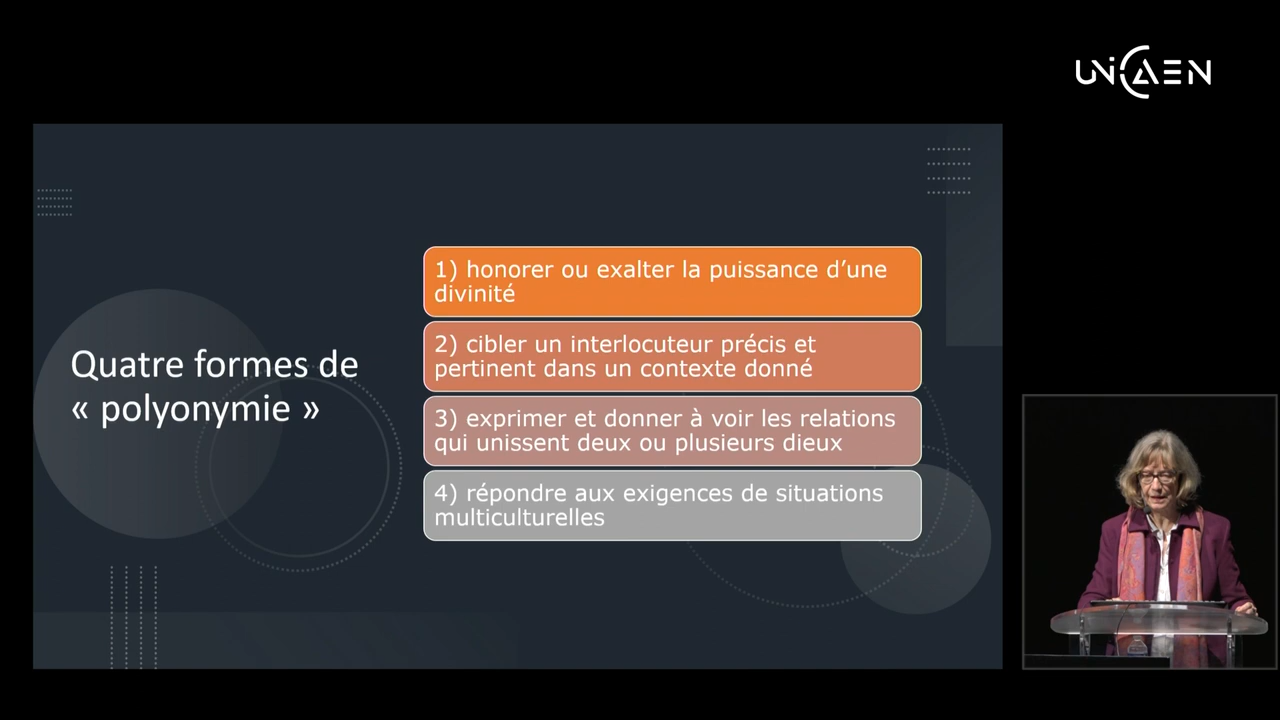 UNICAEN
Quatre formes de
« polyonymie »
1) honorer ou exalter la puissance d’une
divinité
2) cibler un interlocuteur précis et
pertinent dans un contexte donné
3) exprimer et donner à voir les relations
qui unissent deux ou plusieurs dieux
4) répondre aux exigences de situations
multiculturelles